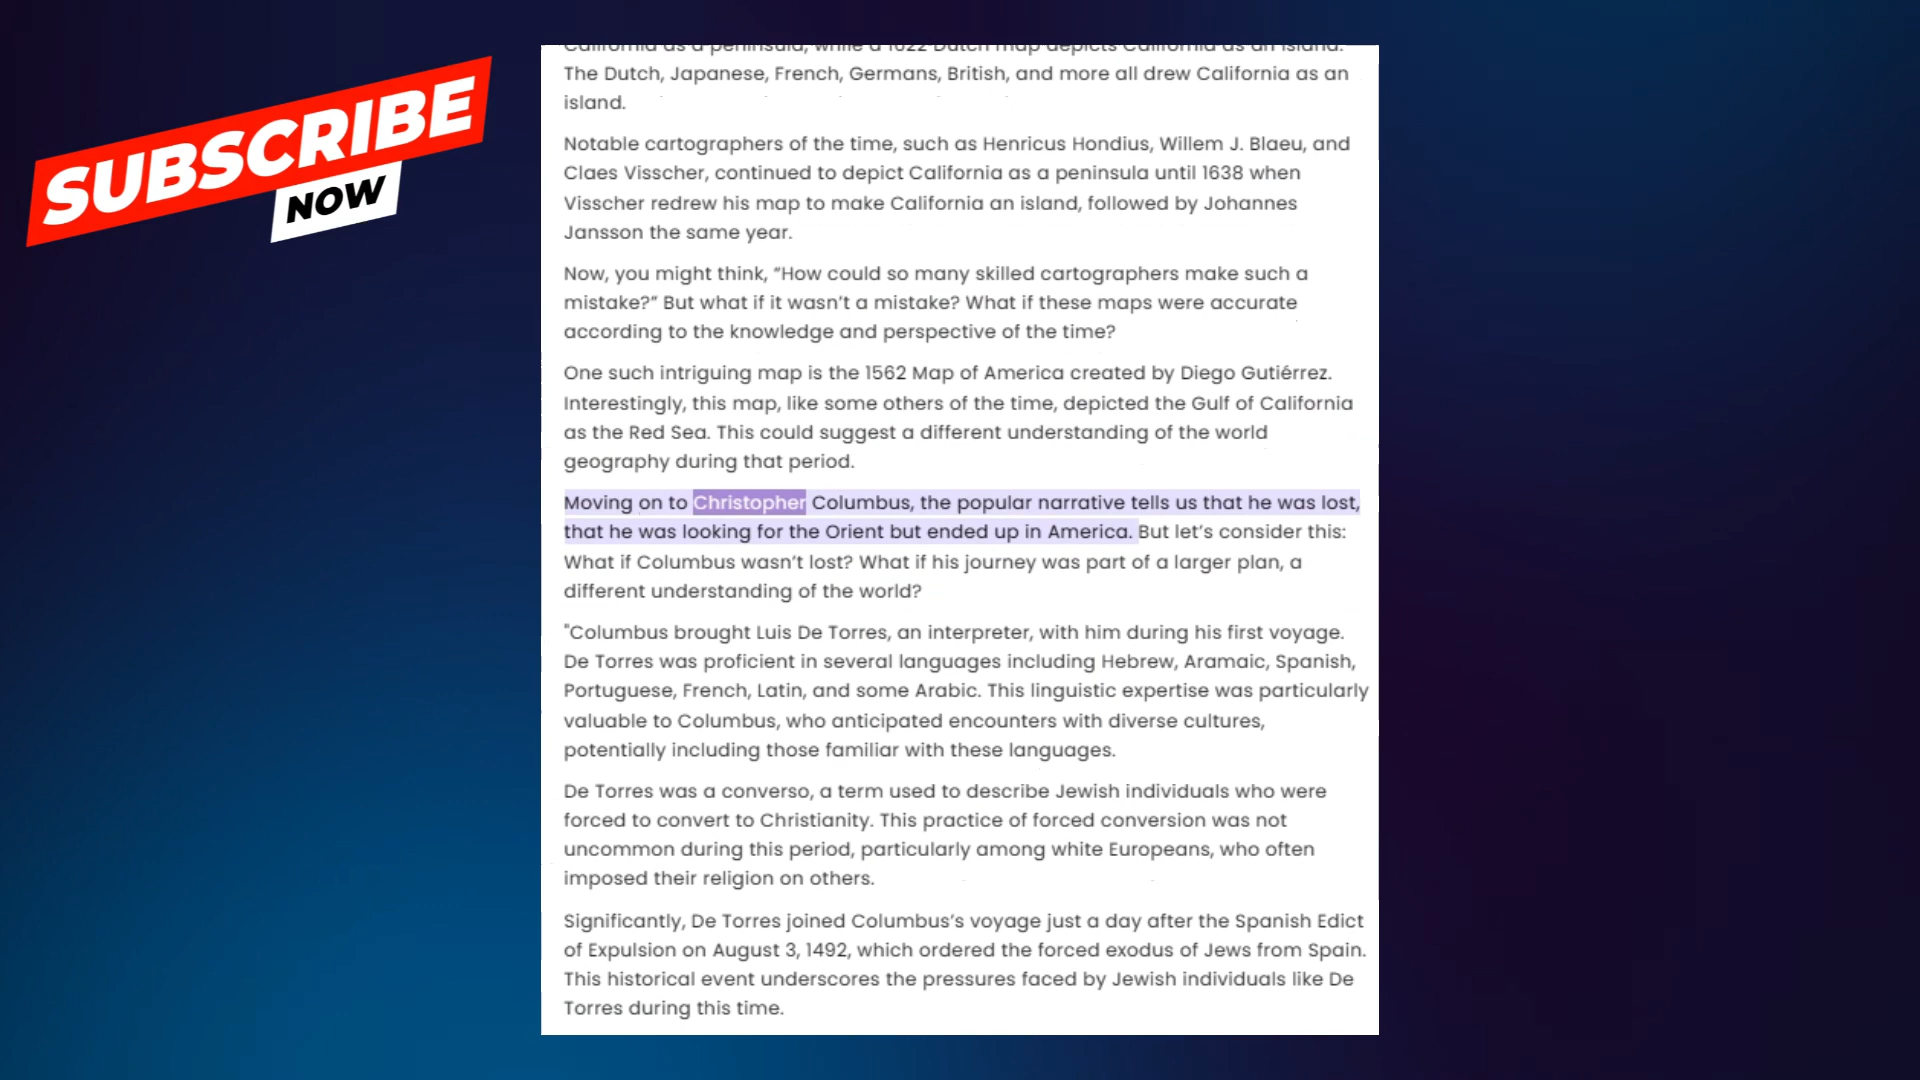 SUBSCRIBE
NOW
California as a peninsula, while a 1622 Dutch map depicts California as an island.
The Dutch, Japanese, French, Germans, British, and more all drew California as an
island.
Notable cartographers of the time, such as Henricus Hondius, Willem J. Blaeu, and
Claes Visscher, continued to depict California as a peninsula until 1638 when
Visscher redrew his map to make California an island, followed by Johannes
Jansson the same year.
Now, you might think, “How could so many skilled cartographers make such a
mistake?” But what if it wasn’t a mistake? What if these maps were accurate
according to the knowledge and perspective of the time?
One such intriguing map is the 1562 Map of America created by Diego Gutiérrez.
Interestingly, this map, like some others of the time, depicted the Gulf of California
as the Red Sea. This could suggest a different understanding of the world
geography during that period.
Moving on to Christopher Columbus, the popular narrative tells us that he was lost,
that he was looking for the Orient but ended up in America. But let’s consider this:
What if Columbus wasn’t lost? What if his journey was part of a larger plan, a
different understanding of the world?
"Columbus brought Luis De Torres, an interpreter, with him during his first voyage.
De Torres was proficient in several languages including Hebrew, Aramaic, Spanish,
Portuguese, French, Latin, and some Arabic. This linguistic expertise was particularly
valuable to Columbus, who anticipated encounters with diverse cultures,
potentially including those familiar with these languages.
De Torres was a converso, a term used to describe Jewish individuals who were
forced to convert to Christianity. This practice of forced conversion was not
uncommon during this period, particularly among white Europeans, who often
imposed their religion on others.
Significantly, De Torres joined Columbus’s voyage just a day after the Spanish Edict
of Expulsion on August 3, 1492, which ordered the forced exodus of Jews from Spain.
This historical event underscores the pressures faced by Jewish individuals like De
Torres during this time.